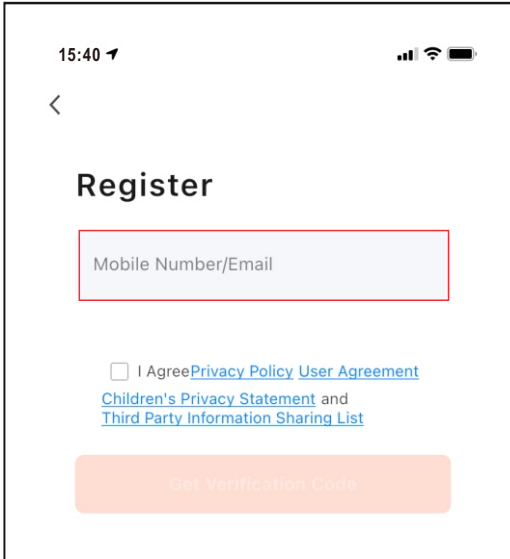 15:40
Register
Mobile Number/Email
I AgreePrivacy Policy User Agreement
Children's Privacy Statement and
Third Party Information Sharing List
Get Verification Code